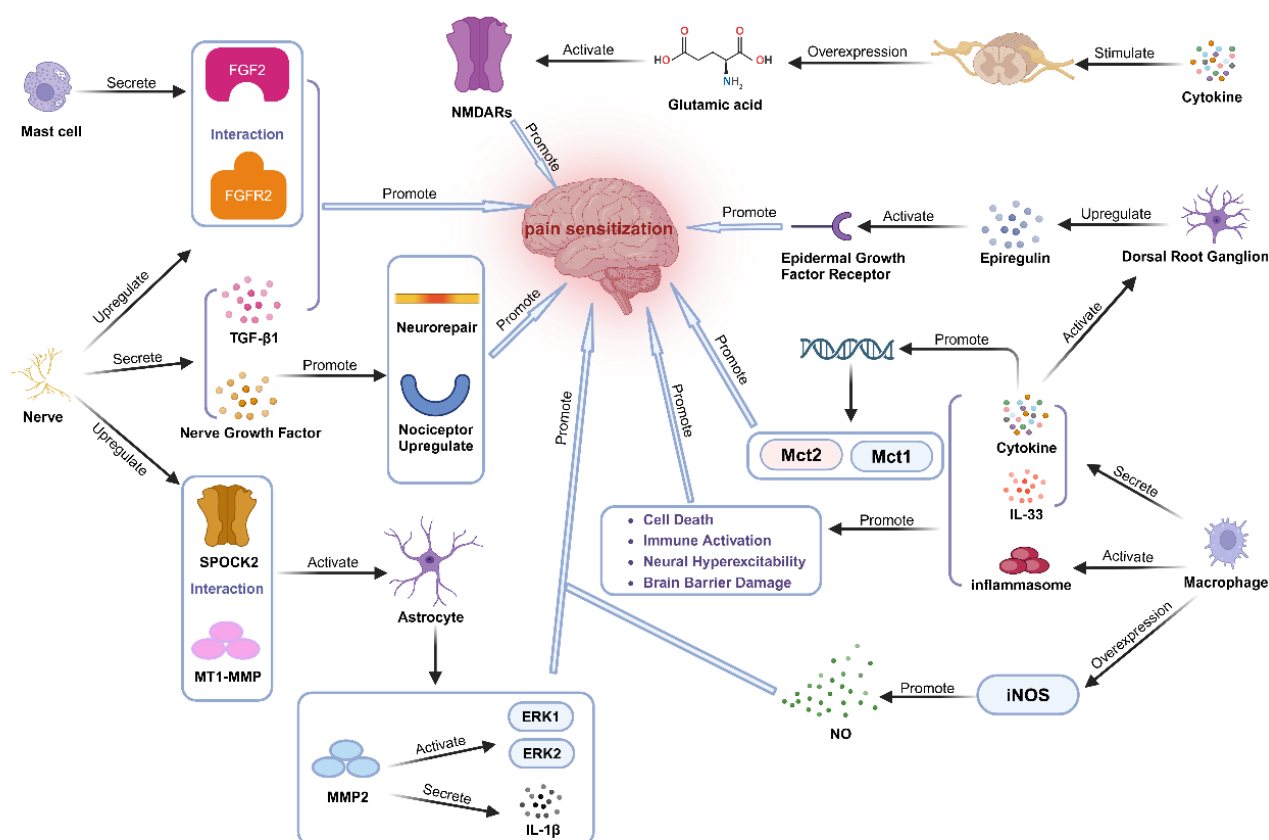 Mast cell
Secrete
FGF2
Interaction
FGFR2
NMDARs
Activate
HO
O
O
OH
NH2
Glutamic acid
Overexpression
Stimulate
Cytokine
Promote
Promote
pain sensitization
Promote
Epidermal Growth
Factor Receptor
Activate
Epiregulin
Upregulate
Dorsal Root Ganglion
Upregulate
TGF-β1
Secrete
Nerve
Nerve Growth Factor
Promote
Neurorepair
Nociceptor
Upregulate
Promote
Promote
Promote
Promote
Promote
Activate
Mct2
Mct1
Cytokine
IL-33
Secrete
Upregulate
SPOCK2
Interaction
MT1-MMP
Activate
Astrocyte
• Cell Death
• Immune Activation
• Neural Hyperexcitability
• Brain Barrier Damage
Promote
inflammasome
Activate
Macrophage
Overexpression
iNOS
Promote
NO
MMP2
Activate
ERK1
ERK2
Secrete
IL-1β